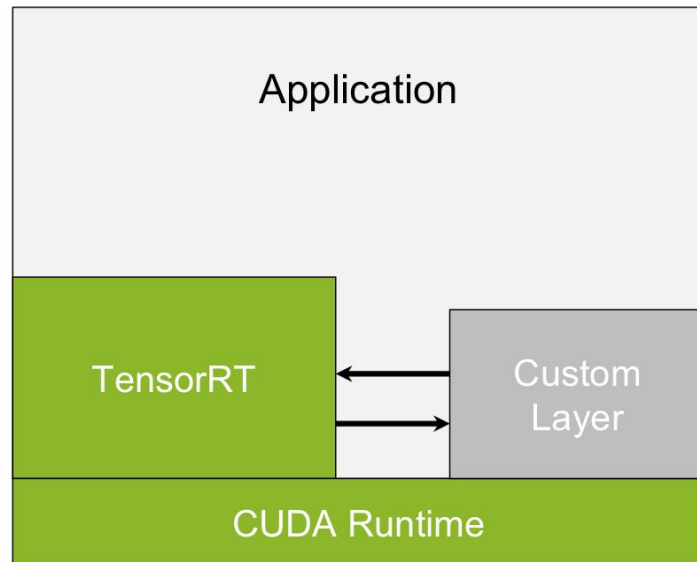 Application
TensorRT
Custom
Layer
CUDA Runtime